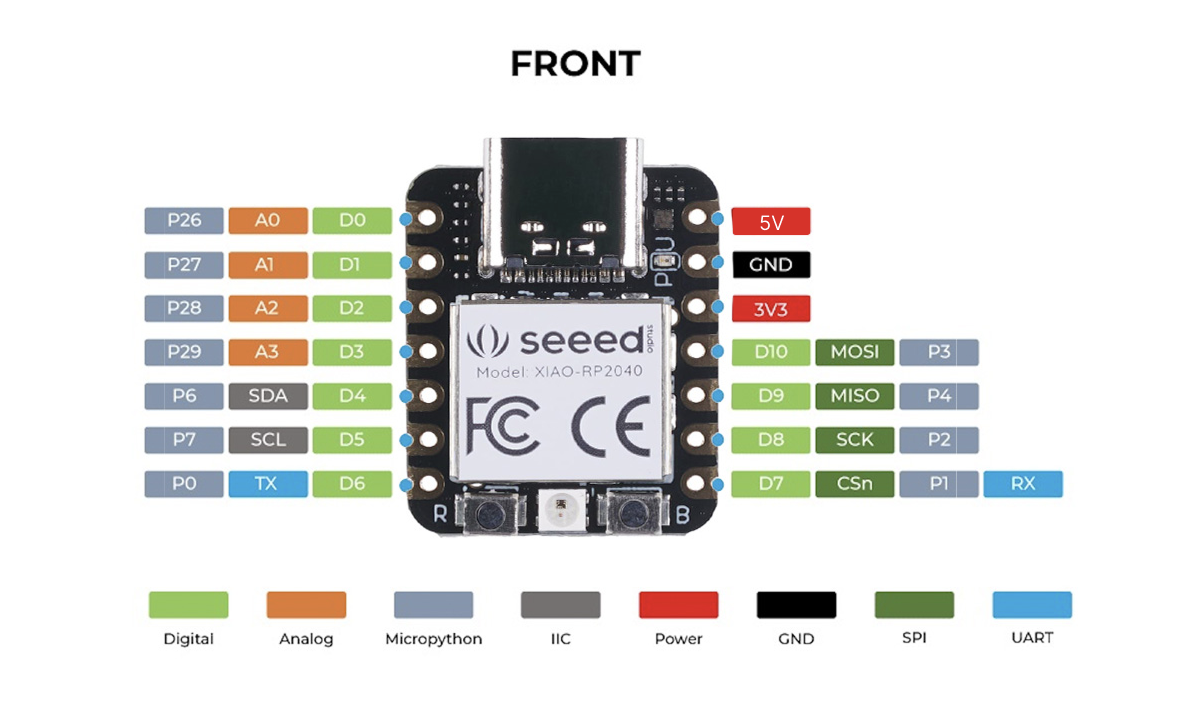 FRONT
P26 A0 D0 5V
P27 A1 D1 GND
P28 A2 D2 3V3
P29 A3 D3 D10 MOSI P3
P6 SDA D4 D9 MISO P4
P7 SCL D5 D8 SCK P2
P0 TX D6 D7 CSn P1 RX
seeed studio
Model: XIAO-RP2040
FC CE
R B
Digital Analog Micropython IIC Power GND SPI UART